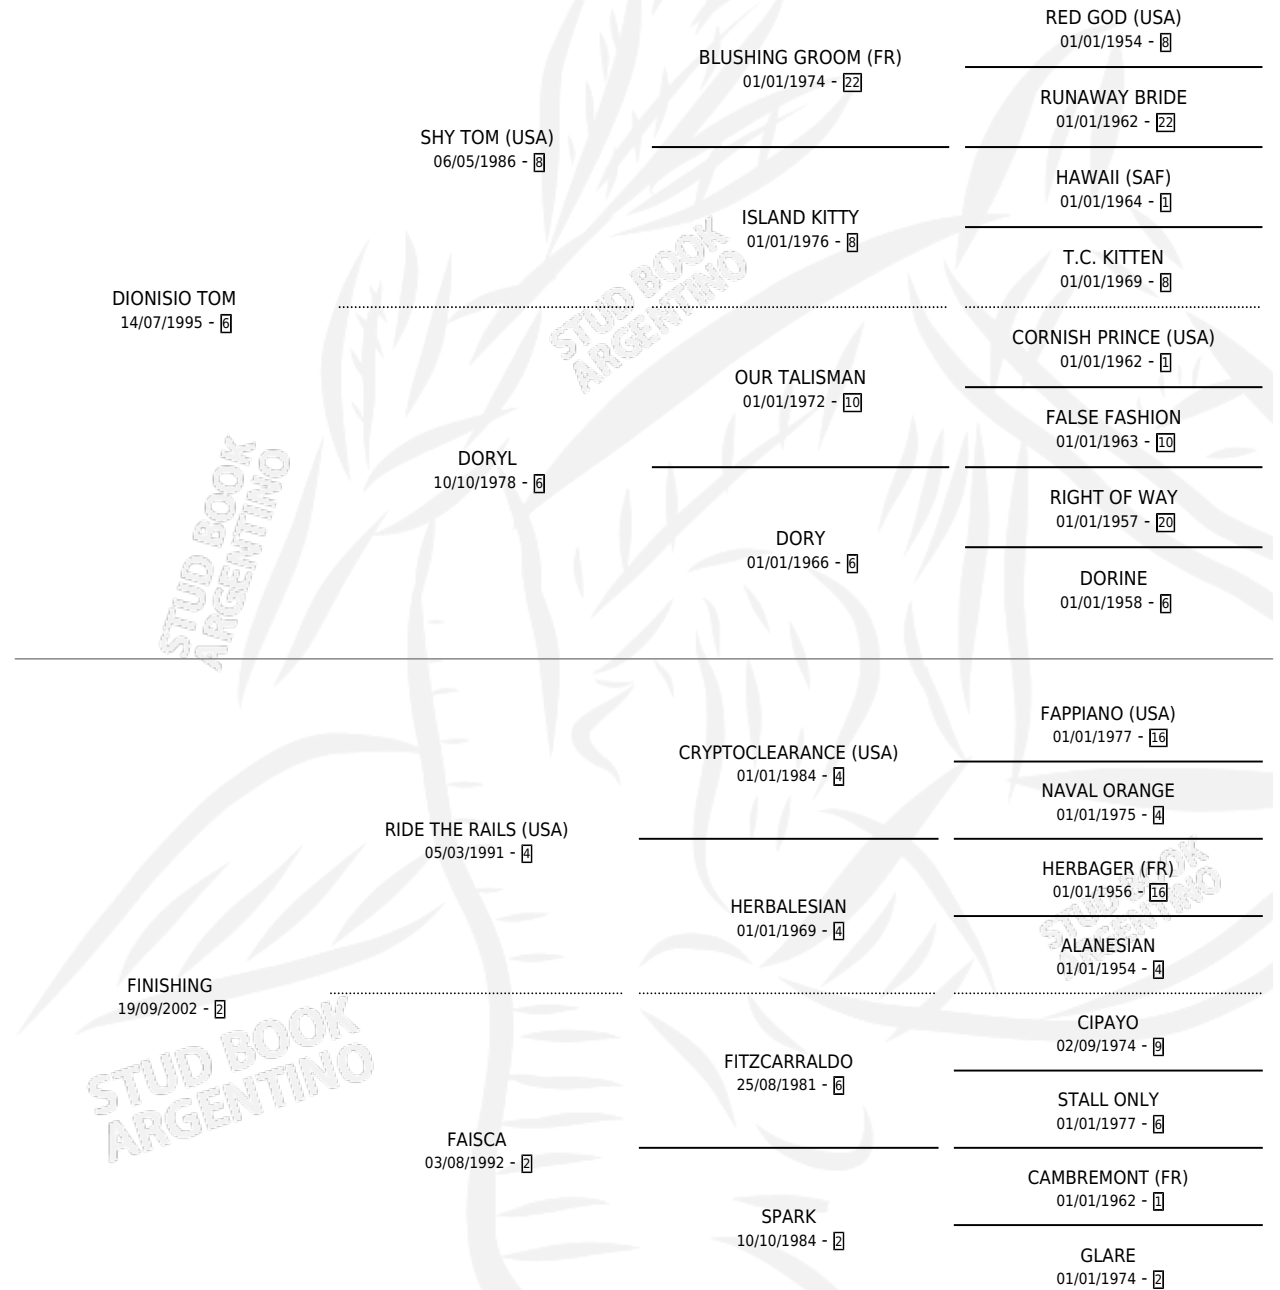 RED GOD (USA)
01/01/1954 - 8
BLUSHING GROOM (FR)
01/01/1974 - 22
RUNAWAY BRIDE
01/01/1962 - 22
SHY TOM (USA)
06/05/1986 - 8
HAWAII (SAF)
01/01/1964 - 1
ISLAND KITTY
01/01/1976 - 8
T.C. KITTEN
01/01/1969 - 8
DIONISIO TOM
14/07/1995 - 6
STUD BOOK
ARGENTINO
CORNISH PRINCE (USA)
01/01/1962 - 1
OUR TALISMAN
01/01/1972 - 10
FALSE FASHION
01/01/1963 - 10
DORYL
10/10/1978 - 6
RIGHT OF WAY
01/01/1957 - 20
DORY
01/01/1966 - 6
DORINE
01/01/1958 - 6
STUD BOOK
ARGENTINO
FAPPIANO (USA)
01/01/1977 - 16
CRYPTOCLEARANCE (USA)
01/01/1984 - 4
NAVAL ORANGE
01/01/1975 - 4
RIDE THE RAILS (USA)
05/03/1991 - 4
HERBAGER (FR)
01/01/1956 - 16
HERBALESIAN
01/01/1969 - 4
STUD BOOK
ARGENTINO
ALANESIAN
01/01/1954 - 4
FINISHING
19/09/2002 - 2
CIPAYO
02/09/1974 - 9
FITZCARRALDO
25/08/1981 - 6
STUD BOOK
ARGENTINO
STALL ONLY
01/01/1977 - 6
FAISCA
03/08/1992 - 2
CAMBREMONT (FR)
01/01/1962 - 1
SPARK
10/10/1984 - 2
GLARE
01/01/1974 - 2